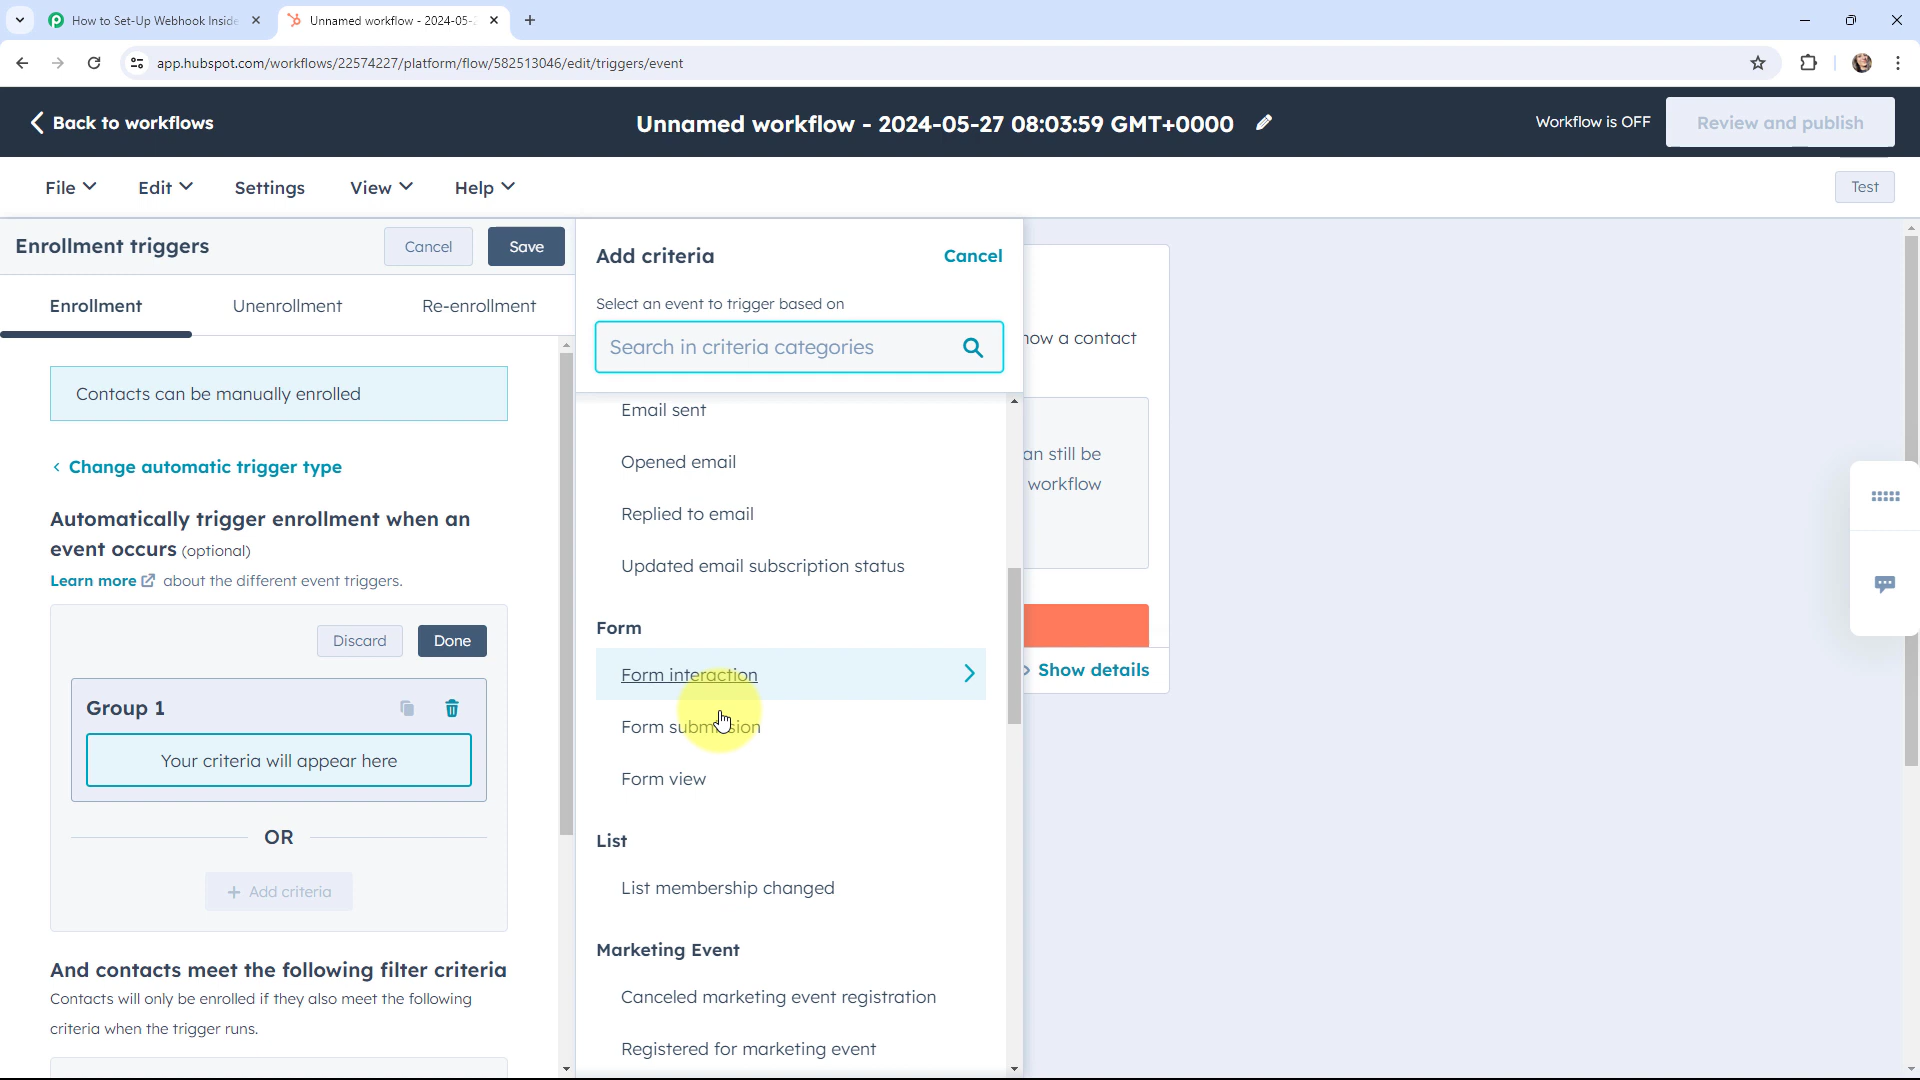 How to Set-Up Webhook Inside
Unnamed workflow - 2024-05-
app.hubspot.com/workflows/22574227/platform/flow/582513046/edit/triggers/event
Back to workflows
Unnamed workflow - 2024-05-27 08:03:59 GMT+0000
Workflow is OFF
Review and publish
File
Edit
Settings
View
Help
Test
Enrollment triggers
Cancel
Save
Enrollment
Unenrollment
Re-enrollment
Contacts can be manually enrolled
Change automatic trigger type
Automatically trigger enrollment when an
event occurs (optional)
Learn more about the different event triggers.
Discard
Done
Group 1
Your criteria will appear here
OR
+ Add criteria
And contacts meet the following filter criteria
Contacts will only be enrolled if they also meet the following
criteria when the trigger runs.
Add criteria
Cancel
Select an event to trigger based on
Search in criteria categories
Email sent
Opened email
Replied to email
Updated email subscription status
Form
Form interaction
Form submission
Form view
List
List membership changed
Marketing Event
Canceled marketing event registration
Registered for marketing event
how a contact
an still be
workflow
Show details